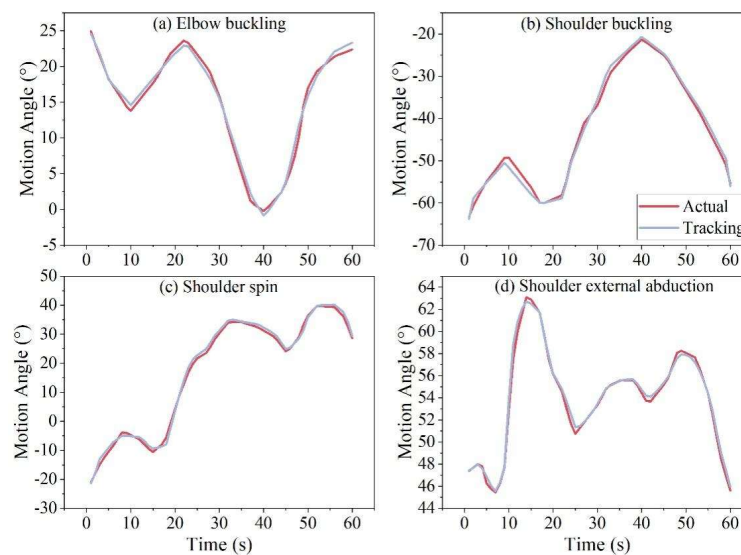 (a) Elbow buckling
Motion Angle (°)
25
20
15
10
5
0
-5
0 10 20 30 40 50 60
(b) Shoulder buckling
Motion Angle (°)
-20
-30
-40
-50
-60
-70
0 10 20 30 40 50 60
Actual
Tracking
(c) Shoulder spin
Motion Angle (°)
50
40
30
20
10
0
-10
-20
-30
0 10 20 30 40 50 60
Time (s)
(d) Shoulder external abduction
Motion Angle (°)
64
62
60
58
56
54
52
50
48
46
44
0 10 20 30 40 50 60
Time (s)